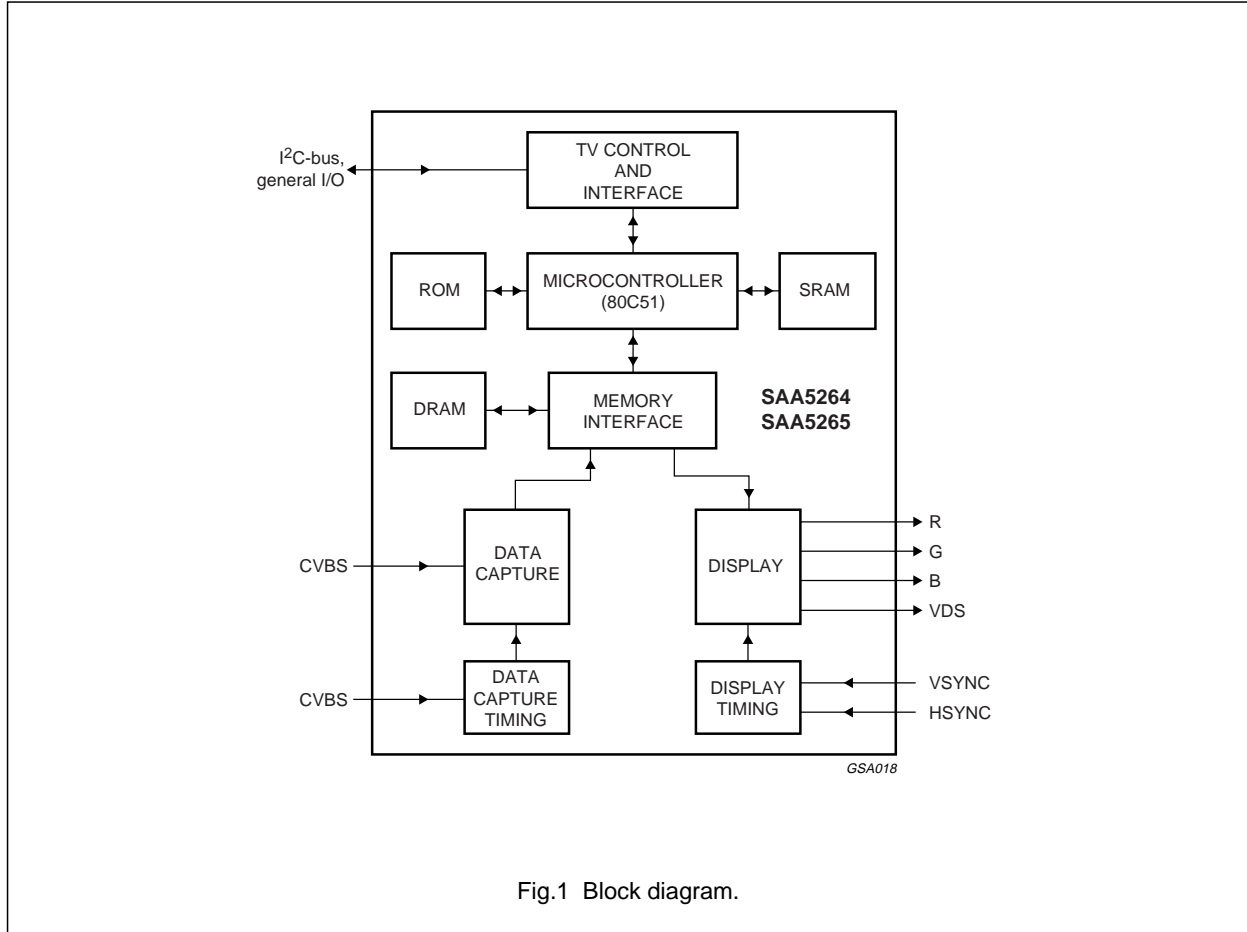 TV CONTROL
AND
INTERFACE
I2C-bus,
general I/O
ROM
MICROCONTROLLER
(80C51)
SRAM
DRAM
MEMORY
INTERFACE
SAA5264
SAA5265
CVBS
DATA
CAPTURE
DISPLAY
R
G
B
VDS
CVBS
DATA
CAPTURE
TIMING
DISPLAY
TIMING
VSYNC
HSYNC
GSA018
Fig.1 Block diagram.